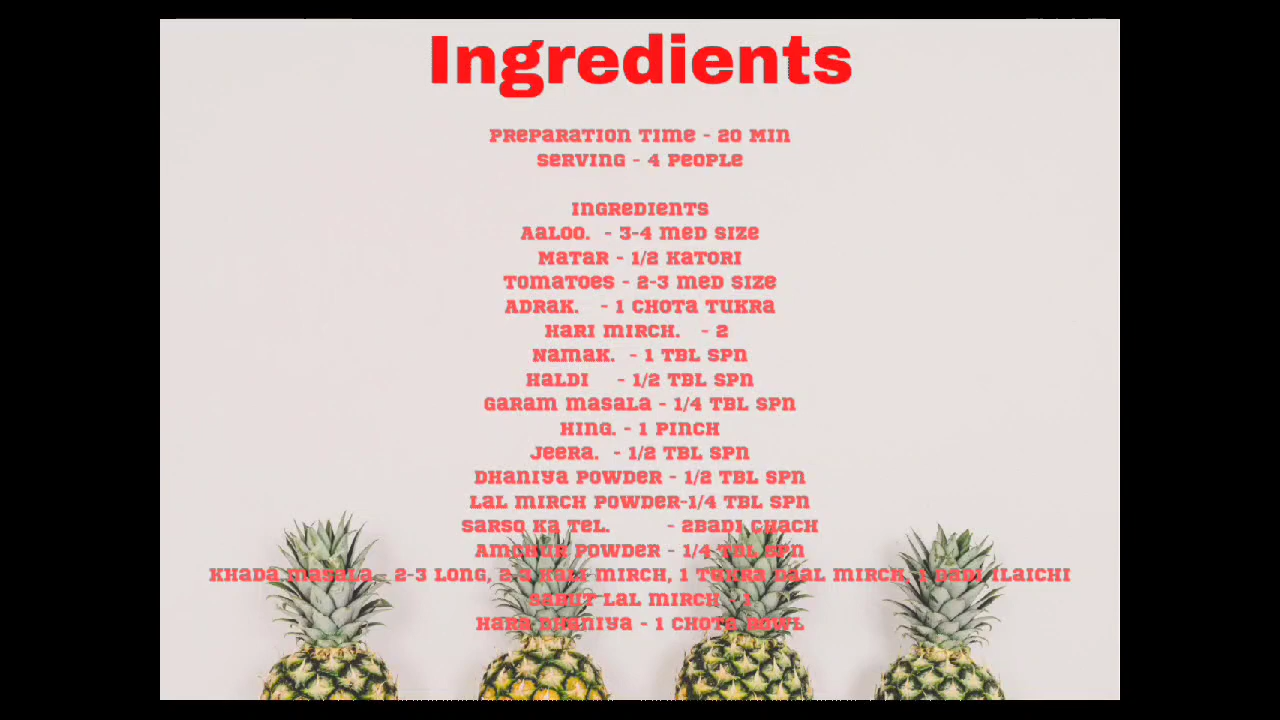 Ingredients
Preparation Time - 20 Min
Serving - 4 People
Ingredients
Aaloo. - 3-4 med size
Matar - 1/2 Katori
Tomatoes - 2-3 med size
Adrak. - 1 Chota Tukra
Hari Mirch. - 2
Namak. - 1 Tbl Spn
Haldi - 1/2 Tbl Spn
Garam Masala - 1/4 Tbl Spn
Hing. - 1 Pinch
Jeera. - 1/2 Tbl Spn
Dhaniya Powder - 1/2 Tbl Spn
Lal Mirch Powder-1/4 Tbl Spn
Sarso Ka Tel. - 2Badi Chach
Amchur Powder - 1/4 Tbl Spn
Khada Masala - 2-3 Long, 2-3 Kali Mirch, 1 Tukra Daal Mirch, 1 Badi Ilaichi
Sabut Lal Mirch - 1
Hara Dhaniya - 1 Chota Bowl